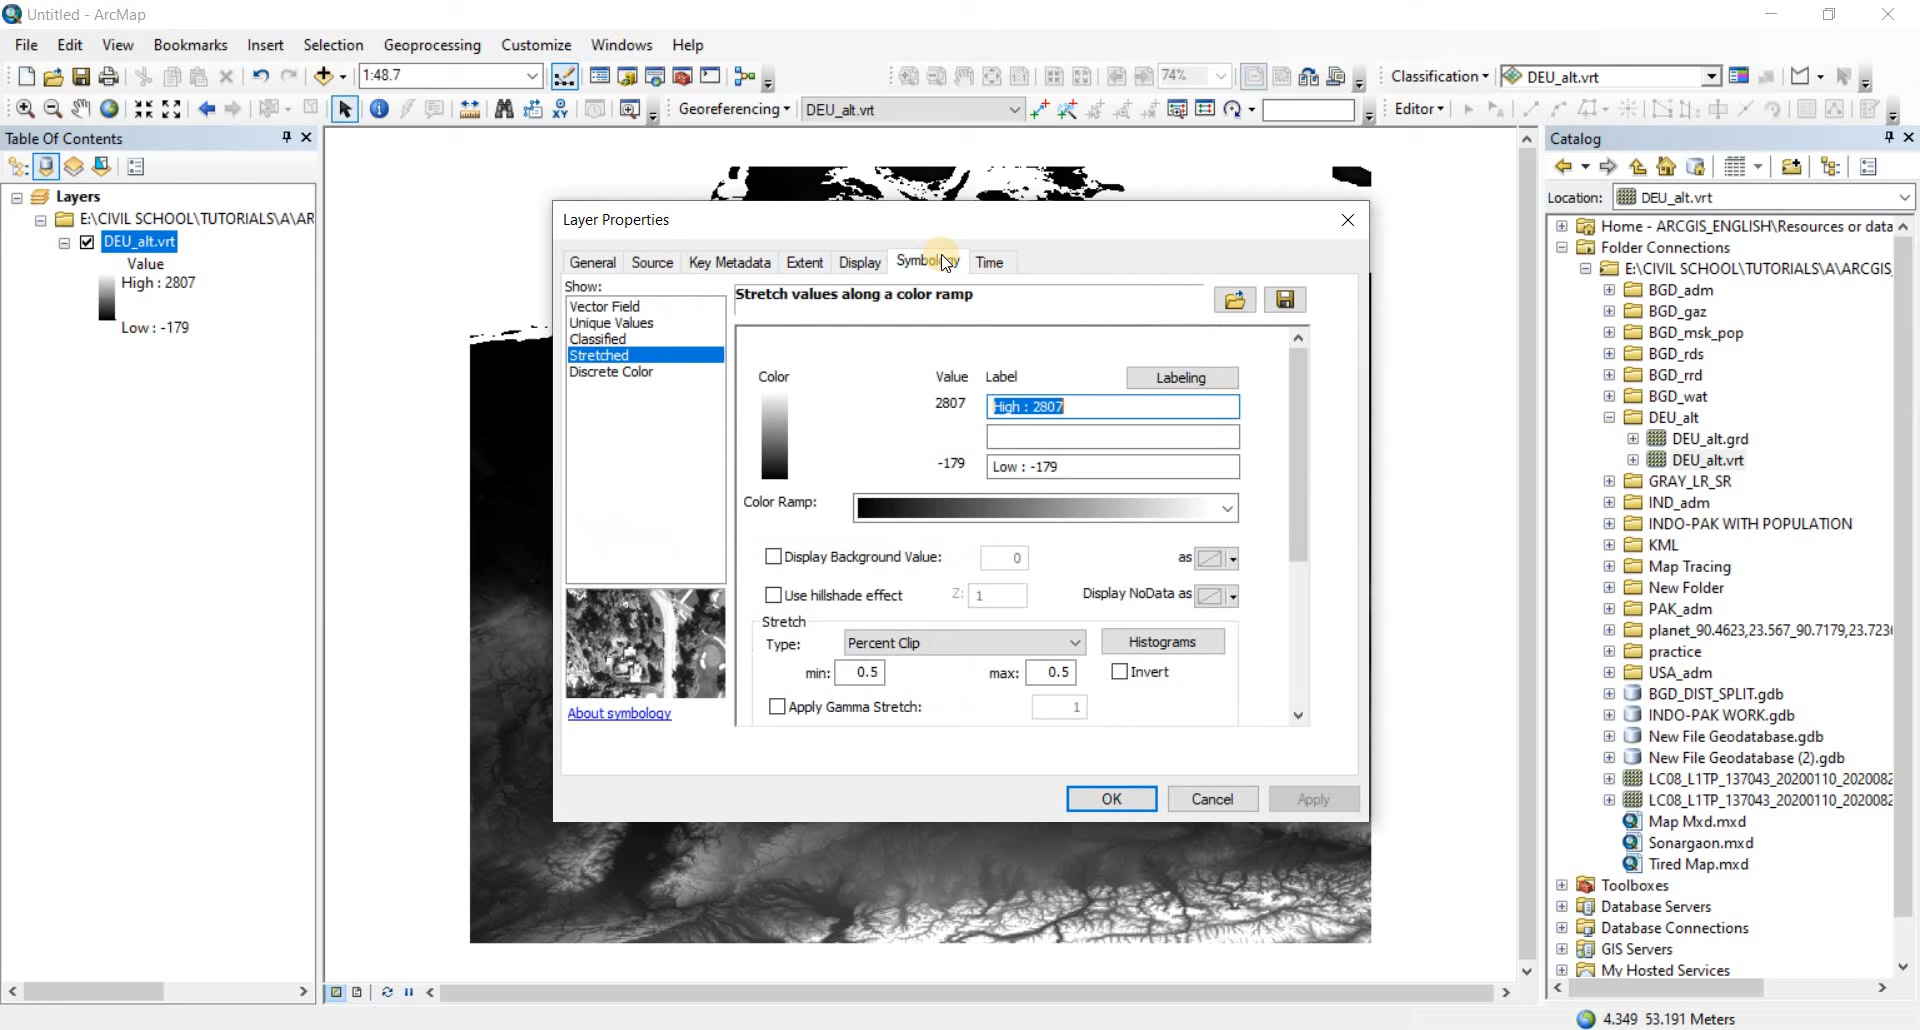 Untitled - ArcMap
File Edit View Bookmarks Insert Selection Geoprocessing Customize Windows Help
1:48.7
74%
Classification
DEU_alt.vrt
Georeferencing
DEU_alt.vrt
Editor
Table Of Contents
Layers
E:\CIVIL SCHOOL\TUTORIALS\A\AR
DEU_alt.vrt
Value
High : 2807
Low : -179
Layer Properties
General Source Key Metadata Extent Display Symbology Time
Show:
Vector Field
Unique Values
Classified
Stretched
Discrete Color
About symbology
Stretch values along a color ramp
Color Value Label Labeling
2807 High : 2807
-179 Low : -179
Color Ramp:
Display Background Value: 0 as
Use hillshade effect Z: 1 Display NoData as
Stretch
Type: Percent Clip Histograms
min: 0.5 max: 0.5 Invert
Apply Gamma Stretch: 1
OK Cancel Apply
Catalog
Location: DEU_alt.vrt
Home - ARCGIS_ENGLISH\Resources or data
Folder Connections
E:\CIVIL SCHOOL\TUTORIALS\A\ARCGIS
BGD_adm
BGD_gaz
BGD_msk_pop
BGD_rds
BGD_rrd
BGD_wat
DEU_alt
DEU_alt.grd
DEU_alt.vrt
GRAY_LR_SR
IND_adm
INDO-PAK WITH POPULATION
KML
Map Tracing
New Folder
PAK_adm
planet_90.4623,23.567_90.7179,23.723
practice
USA_adm
BGD_DIST_SPLIT.gdb
INDO-PAK WORK.gdb
New File Geodatabase.gdb
New File Geodatabase (2).gdb
LC08_L1TP_137043_20200110_2020082
LC08_L1TP_137043_20200110_2020082
Map Mxd.mxd
Sonargaon.mxd
Tired Map.mxd
Toolboxes
Database Servers
Database Connections
GIS Servers
My Hosted Services
4.349 53.191 Meters